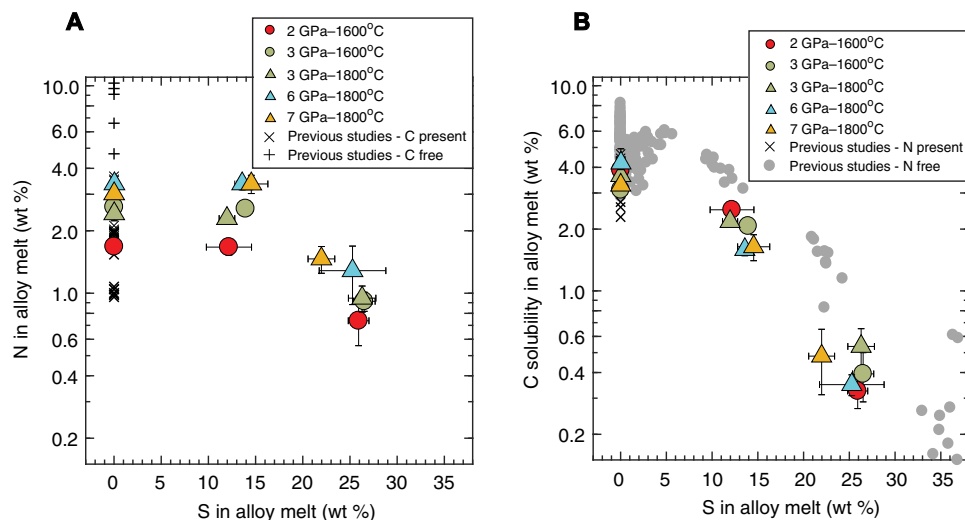 A
2 GPa–1600°C
3 GPa–1600°C
3 GPa–1800°C
6 GPa–1800°C
7 GPa–1800°C
Previous studies - C present
Previous studies - C free
10.0
6.0
4.0
2.0
1.0
0.6
0.4
0.2
N in alloy melt (wt %)
0 5 10 15 20 25 30 35
S in alloy melt (wt %)
B
2 GPa–1600°C
3 GPa–1600°C
3 GPa–1800°C
6 GPa–1800°C
7 GPa–1800°C
Previous studies - N present
Previous studies - N free
10.0
6.0
4.0
2.0
1.0
0.6
0.4
0.2
C solubility in alloy melt (wt %)
0 5 10 15 20 25 30 35
S in alloy melt (wt %)